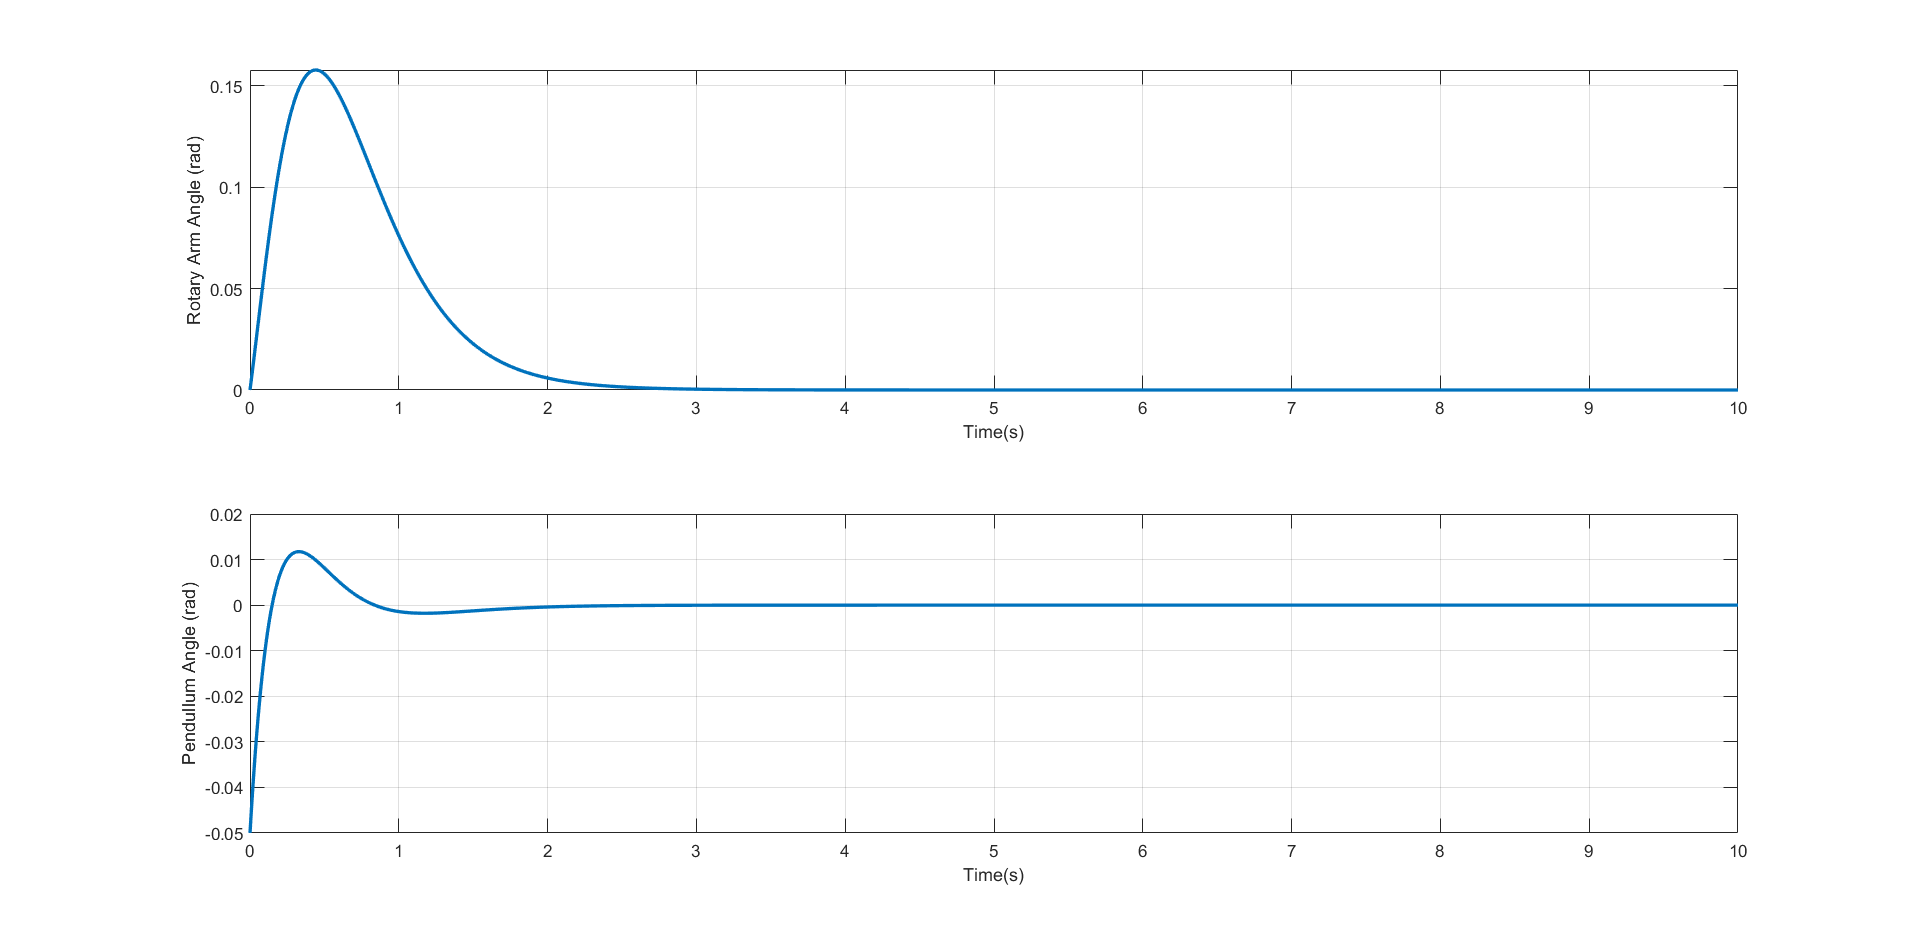 Rotary Arm Angle (rad)
0.15
0.1
0.05
0
0 1 2 3 4 5 6 7 8 9 10
Time(s)
Pendullum Angle (rad)
0.02
0.01
0
-0.01
-0.02
-0.03
-0.04
-0.05
0 1 2 3 4 5 6 7 8 9 10
Time(s)